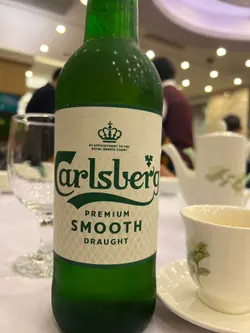 BY APPOINTMENT TO THE
ROYAL DANISH COURT
Carlsberg
PREMIUM
SMOOTH
DRAUGHT